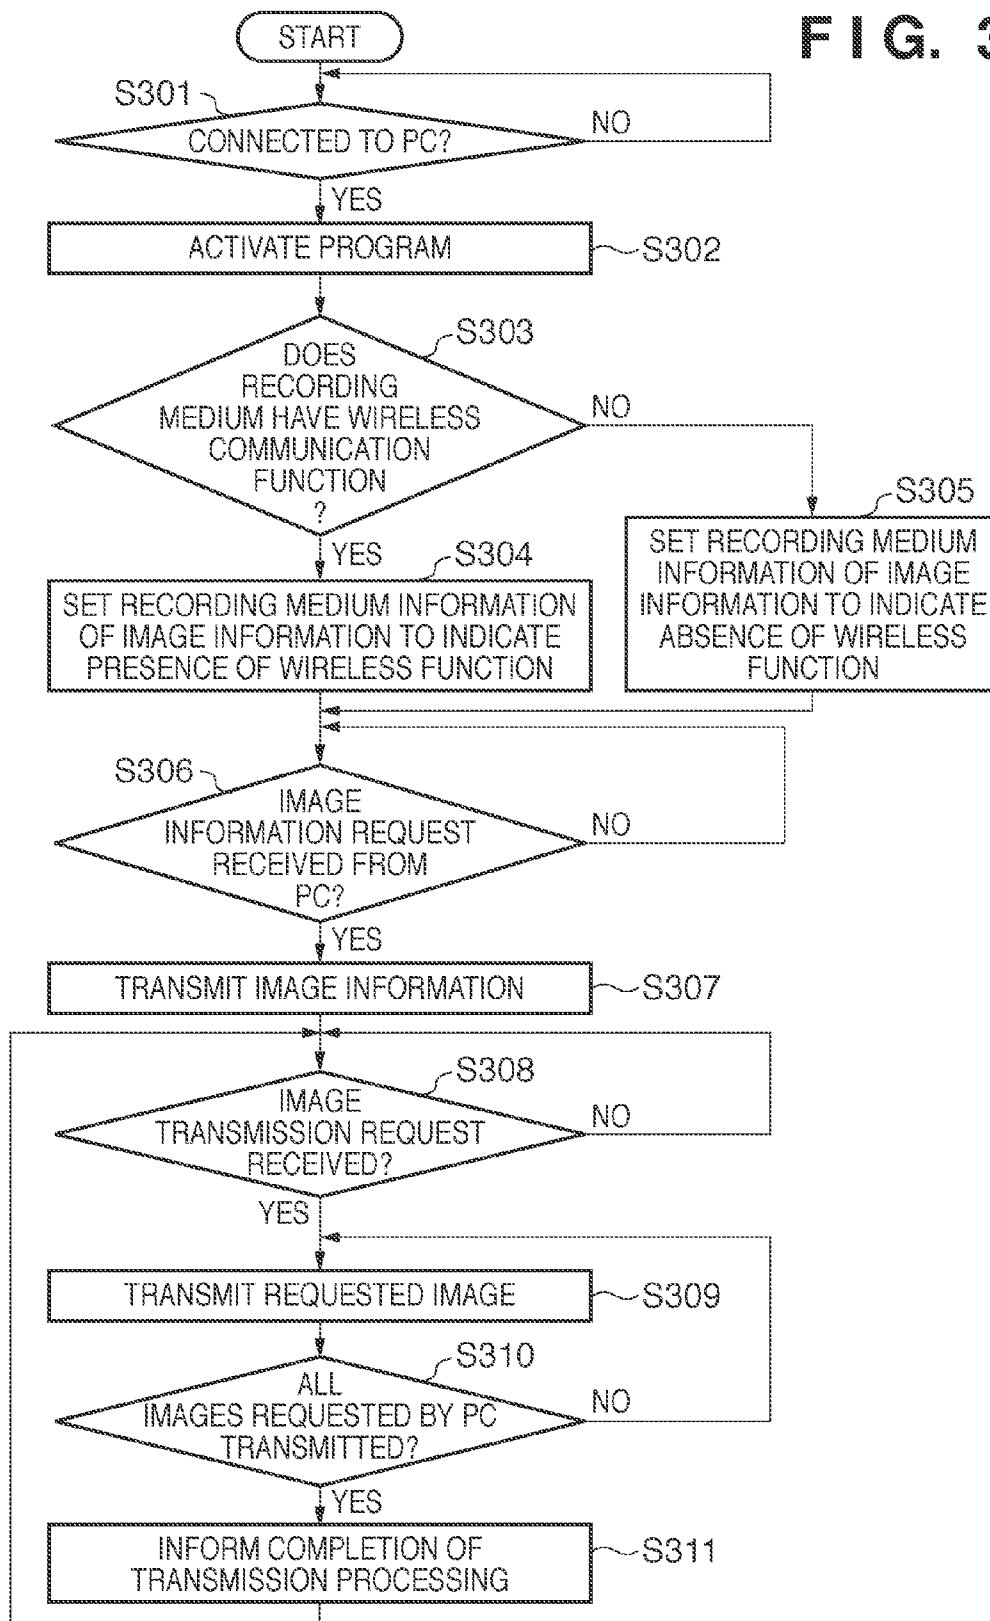 FIG. 3
START
S301
CONNECTED TO PC?
NO
YES
ACTIVATE PROGRAM
S302
S303
DOES
RECORDING
MEDIUM HAVE WIRELESS
COMMUNICATION
FUNCTION
?
NO
YES
S304
SET RECORDING MEDIUM INFORMATION
OF IMAGE INFORMATION TO INDICATE
PRESENCE OF WIRELESS FUNCTION
S305
SET RECORDING MEDIUM
INFORMATION OF IMAGE
INFORMATION TO INDICATE
ABSENCE OF WIRELESS
FUNCTION
S306
IMAGE
INFORMATION REQUEST
RECEIVED FROM
PC?
NO
YES
TRANSMIT IMAGE INFORMATION
S307
S308
IMAGE
TRANSMISSION REQUEST
RECEIVED?
NO
YES
TRANSMIT REQUESTED IMAGE
S309
S310
ALL
IMAGES REQUESTED BY PC
TRANSMITTED?
NO
YES
INFORM COMPLETION OF
TRANSMISSION PROCESSING
S311